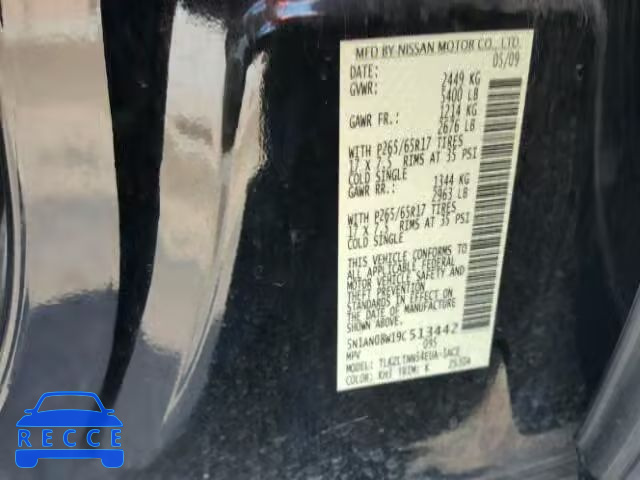 MFD BY NISSAN MOTOR CO., LTD.
DATE: 05/09
GVWR: 2449 KG
5400 LB
GAWR FR.: 1214 KG
2676 LB
WITH P265/65R17 TIRES
17 X 7.5 RIMS AT 35 PSI
COLD SINGLE
GAWR RR.: 1344 KG
2963 LB
WITH P265/65R17 TIRES
17 X 7.5 RIMS AT 35 PSI
COLD SINGLE
THIS VEHICLE CONFORMS TO
ALL APPLICABLE FEDERAL
MOTOR VEHICLE SAFETY AND
STANDARDS IN EFFECT ON THE
DATE OF MANUFACTURE SHOWN
ABOVE.
5N1AN08W19C513442
MPV 095
MODEL:
COLOR: KH3 TRIM: K
RECCE